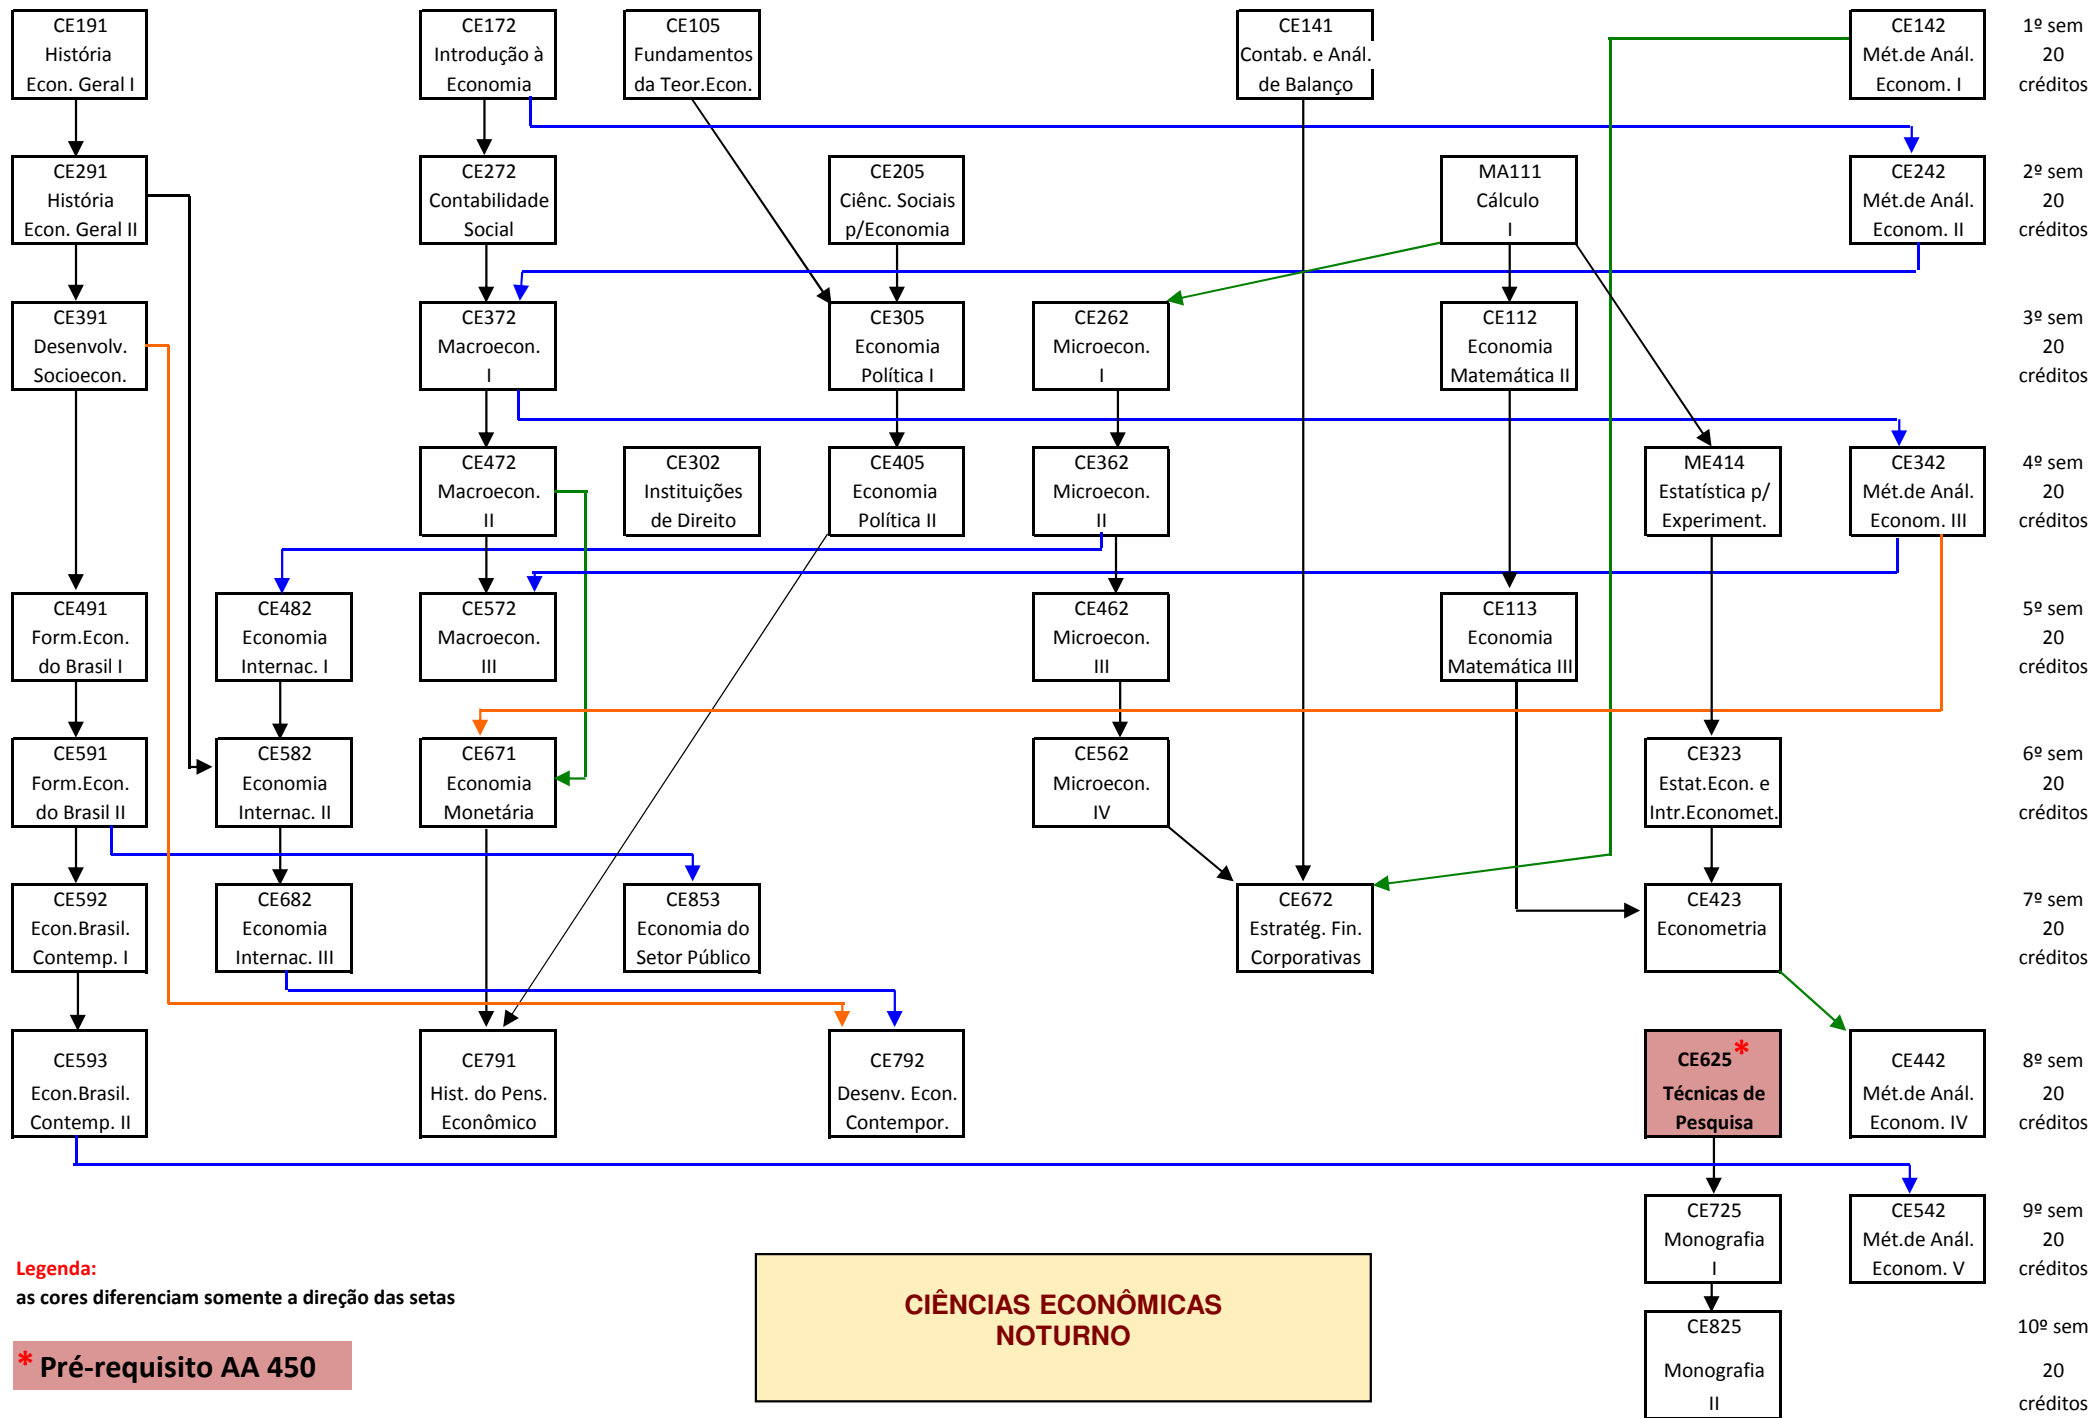 CE191
História
Econ. Geral I
CE172
Introdução à
Economia
CE105
Fundamentos
da Teor.Econ.
CE141
Contab. e Anál.
de Balanço
CE142
Mét.de Anál.
Econom. I
1º sem
20
créditos
CE291
História
Econ. Geral II
CE272
Contabilidade
Social
CE205
Ciênc. Sociais
p/Economia
MA111
Cálculo
I
CE242
Mét.de Anál.
Econom. II
2º sem
20
créditos
CE391
Desenvolv.
Socioecon.
CE372
Macroecon.
I
CE305
Economia
Política I
CE262
Microecon.
I
CE112
Economia
Matemática II
3º sem
20
créditos
CE472
Macroecon.
II
CE302
Instituições
de Direito
CE405
Economia
Política II
CE362
Microecon.
II
ME414
Estatística p/
Experiment.
CE342
Mét.de Anál.
Econom. III
4º sem
20
créditos
CE491
Form.Econ.
do Brasil I
CE482
Economia
Internac. I
CE572
Macroecon.
III
CE462
Microecon.
III
CE113
Economia
Matemática III
5º sem
20
créditos
CE591
Form.Econ.
do Brasil II
CE582
Economia
Internac. II
CE671
Economia
Monetária
CE562
Microecon.
IV
CE323
Estat.Econ. e
Intr.Economet.
6º sem
20
créditos
CE592
Econ.Brasil.
Contemp. I
CE682
Economia
Internac. III
CE853
Economia do
Setor Público
CE672
Estratég. Fin.
Corporativas
CE423
Econometria
7º sem
20
créditos
CE593
Econ.Brasil.
Contemp. II
CE791
Hist. do Pens.
Econômico
CE792
Desenv. Econ.
Contempor.
CE625*
Técnicas de
Pesquisa
CE442
Mét.de Anál.
Econom. IV
8º sem
20
créditos
CE725
Monografia
I
CE542
Mét.de Anál.
Econom. V
9º sem
20
créditos
Legenda:
as cores diferenciam somente a direção das setas
* Pré-requisito AA 450
CIÊNCIAS ECONÔMICAS
NOTURNO
CE825
Monografia
II
10º sem
20
créditos